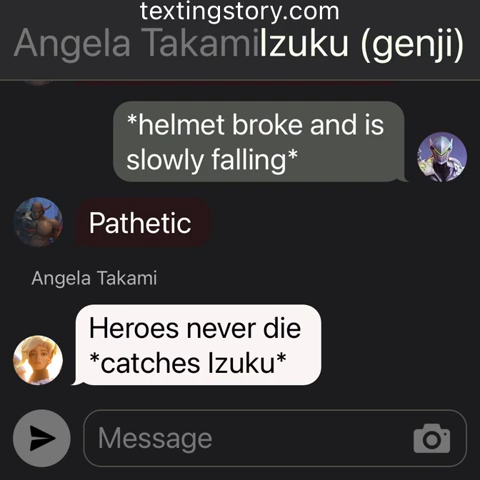 textingstory.com
Angela TakamiIzuku (genji)
*helmet broke and is
slowly falling*
Pathetic
Angela Takami
Heroes never die
*catches Izuku*
Message